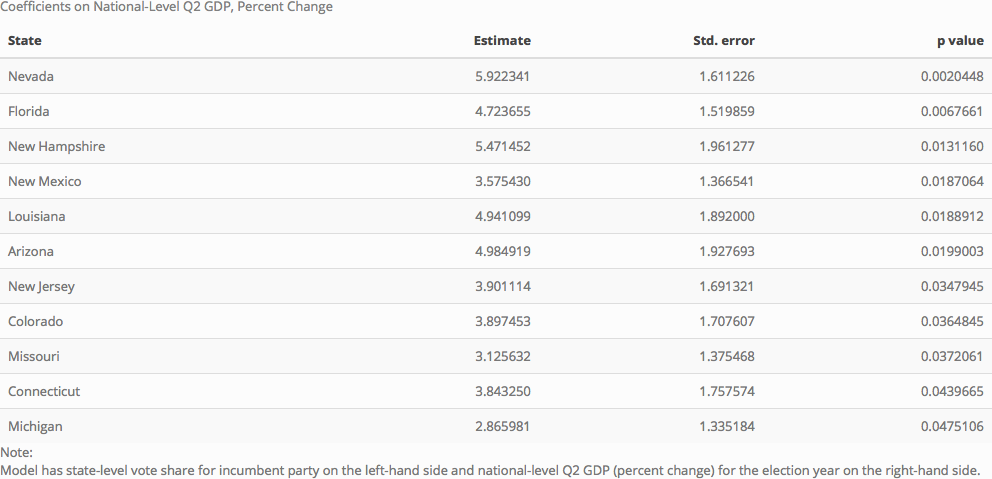 Coefficients on National-Level Q2 GDP, Percent Change
State Estimate Std. error p value
Nevada 5.922341 1.611226 0.0020448
Florida 4.723655 1.519859 0.0067661
New Hampshire 5.471452 1.961277 0.0131160
New Mexico 3.575430 1.366541 0.0187064
Louisiana 4.941099 1.892000 0.0188912
Arizona 4.984919 1.927693 0.0199003
New Jersey 3.901114 1.691321 0.0347945
Colorado 3.897453 1.707607 0.0364845
Missouri 3.125632 1.375468 0.0372061
Connecticut 3.843250 1.757574 0.0439665
Michigan 2.865981 1.335184 0.0475106
Note:
Model has state-level vote share for incumbent party on the left-hand side and national-level Q2 GDP (percent change) for the election year on the right-hand side.